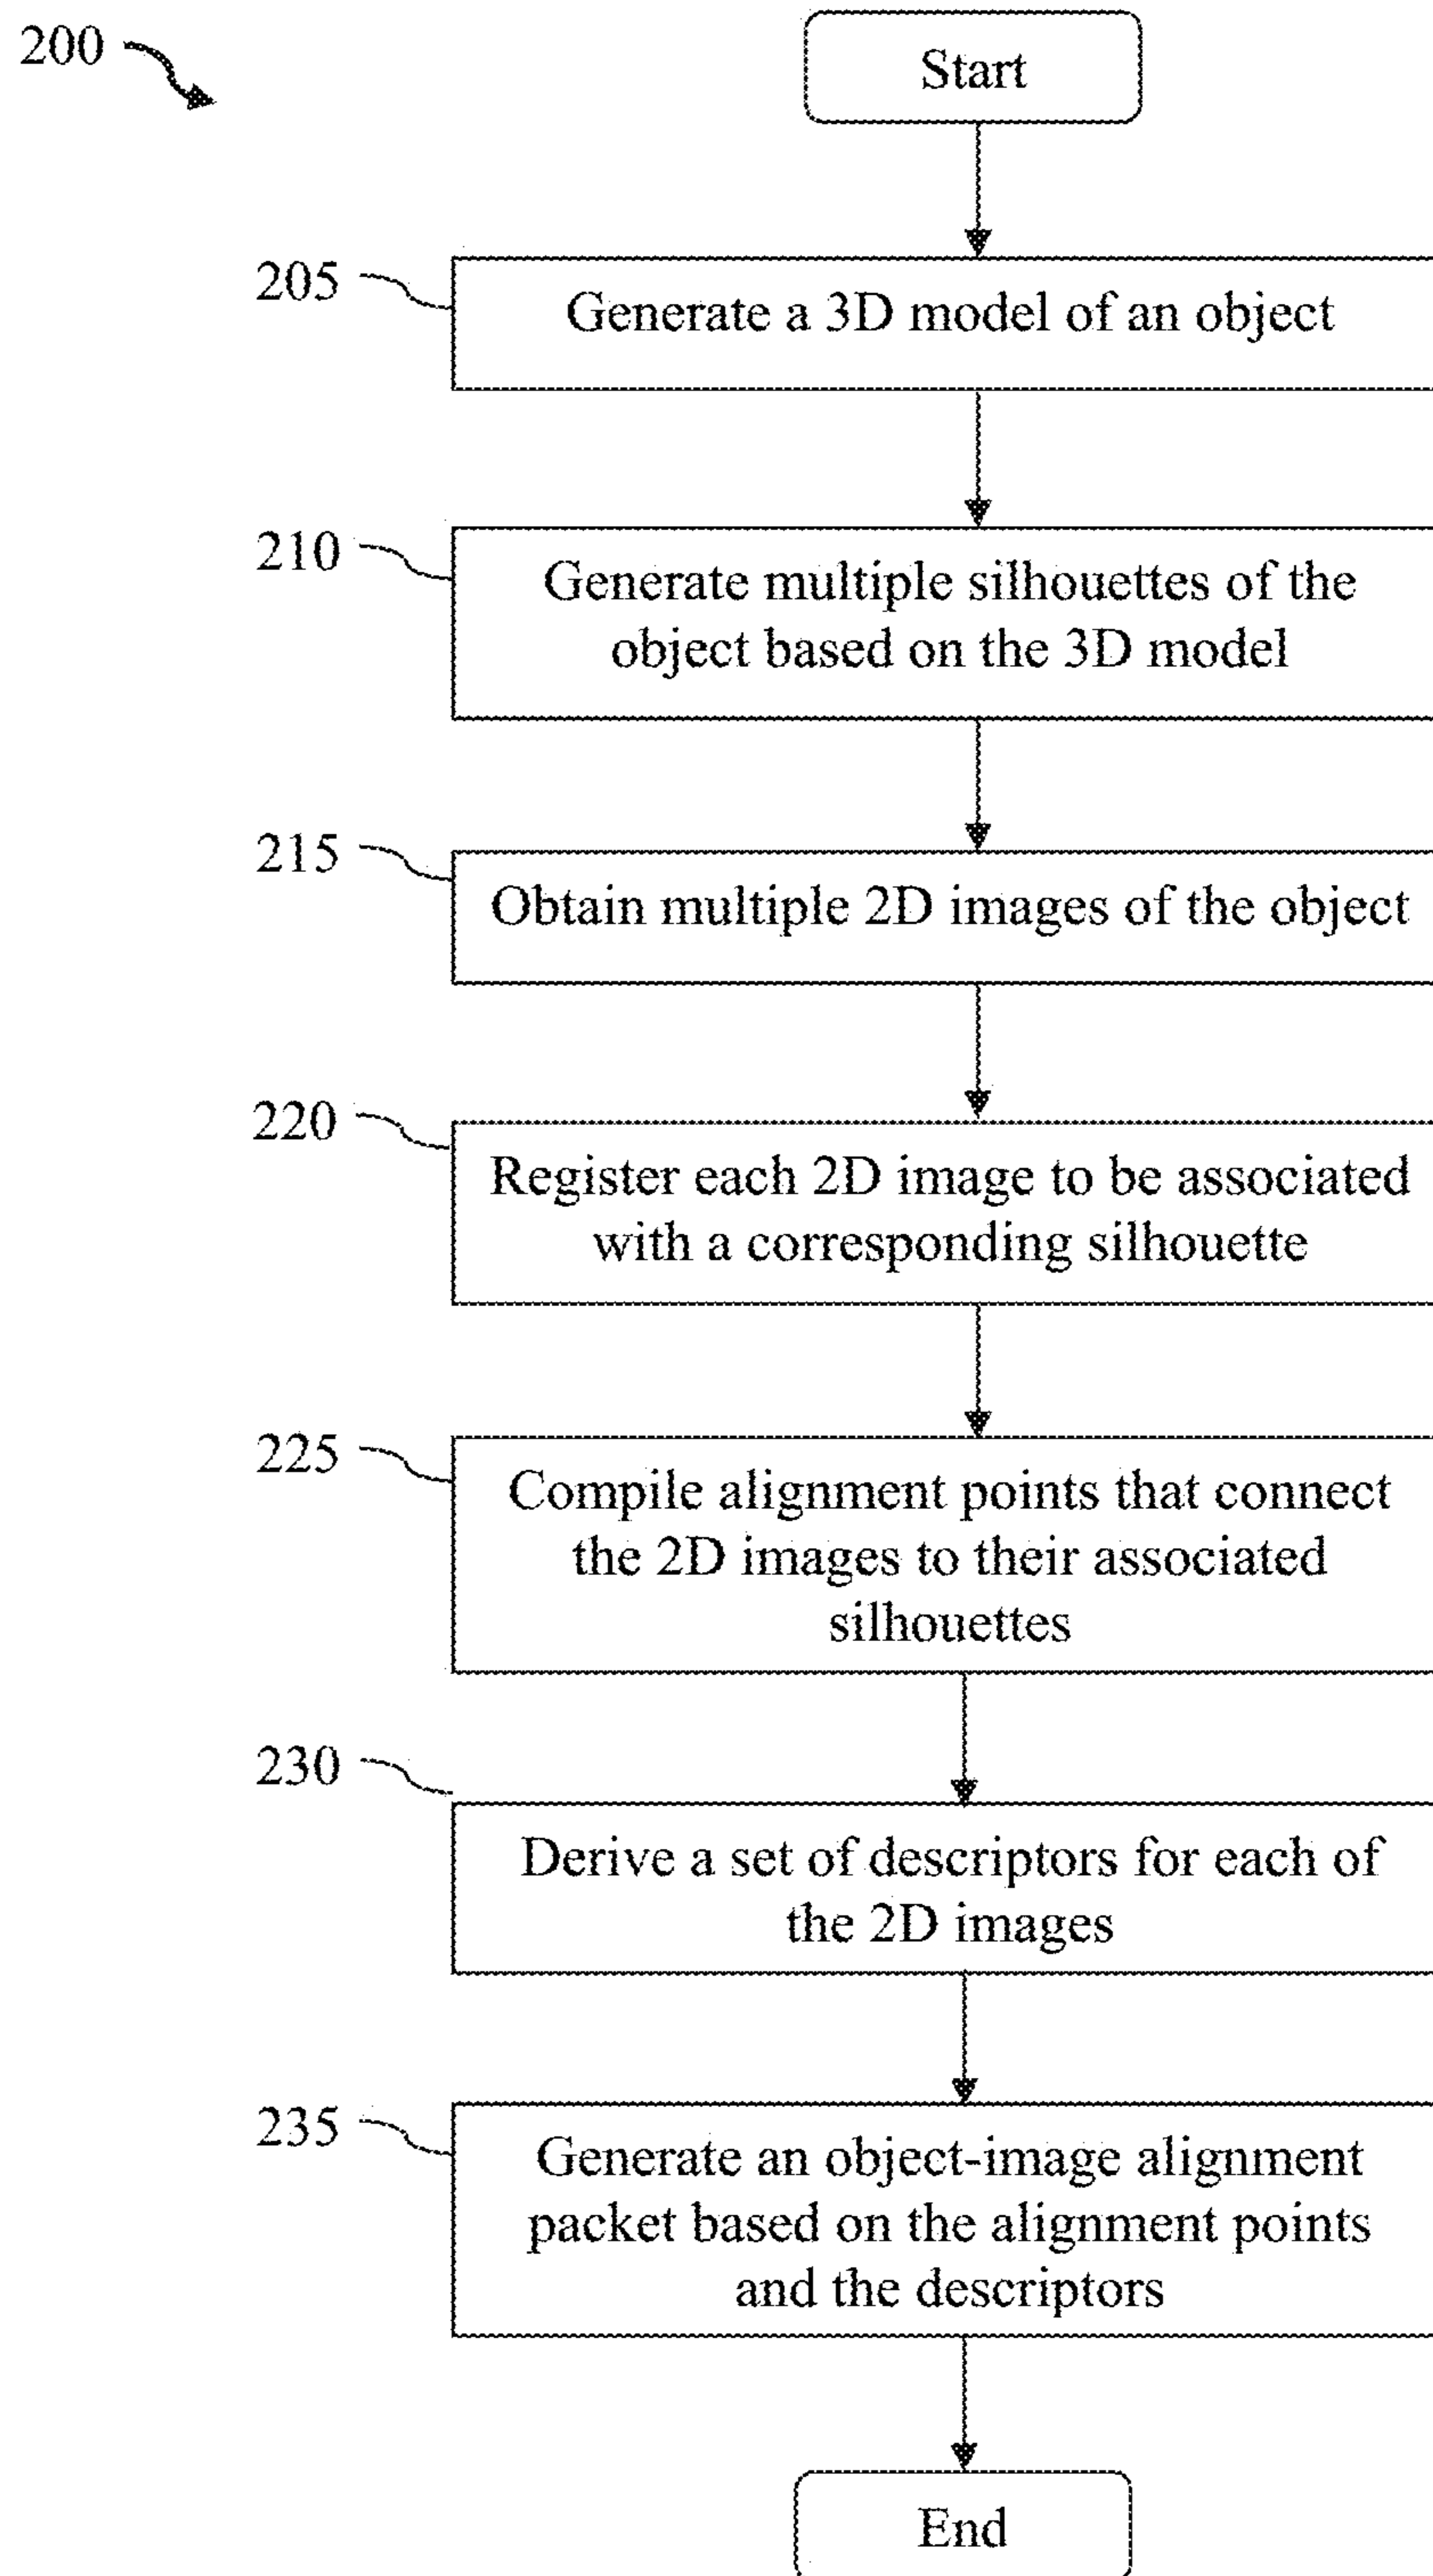 200
Start
205
Generate a 3D model of an object
210
Generate multiple silhouettes of the
object based on the 3D model
215
Obtain multiple 2D images of the object
220
Register each 2D image to be associated
with a corresponding silhouette
225
Compile alignment points that connect
the 2D images to their associated
silhouettes
230
Derive a set of descriptors for each of
the 2D images
235
Generate an object-image alignment
packet based on the alignment points
and the descriptors
End